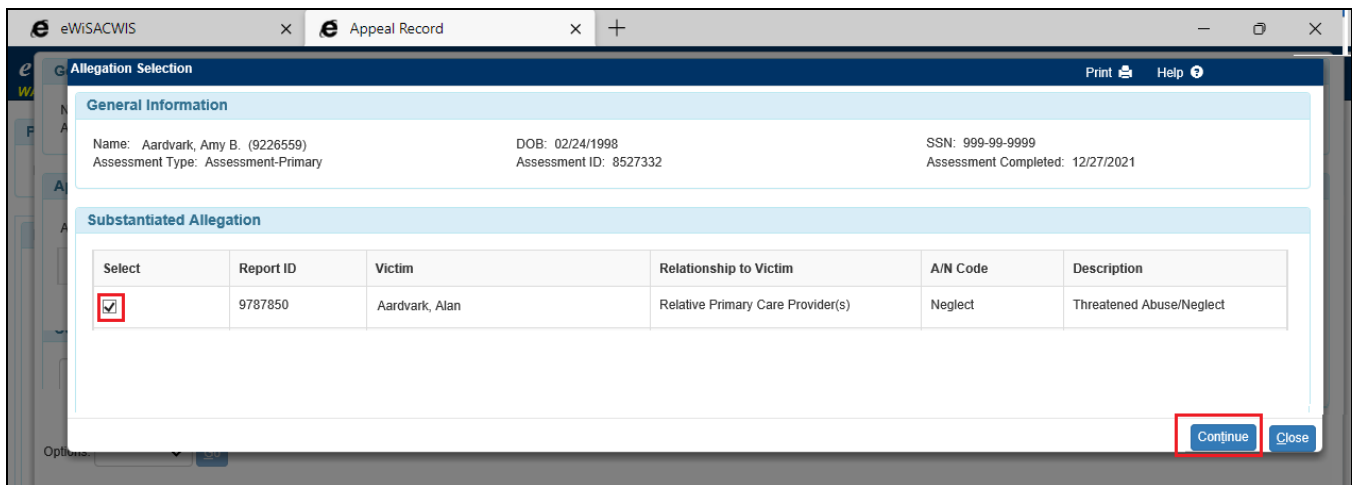 eWiSACWIS
Appeal Record
Allegation Selection
Print
Help
General Information
Name: Aardvark, Amy B. (9226559) DOB: 02/24/1998 SSN: 999-99-9999
Assessment Type: Assessment-Primary Assessment ID: 8527332 Assessment Completed: 12/27/2021
Substantiated Allegation
Select Report ID Victim Relationship to Victim A/N Code Description
9787850 Aardvark, Alan Relative Primary Care Provider(s) Neglect Threatened Abuse/Neglect
Continue Close
Options: Go